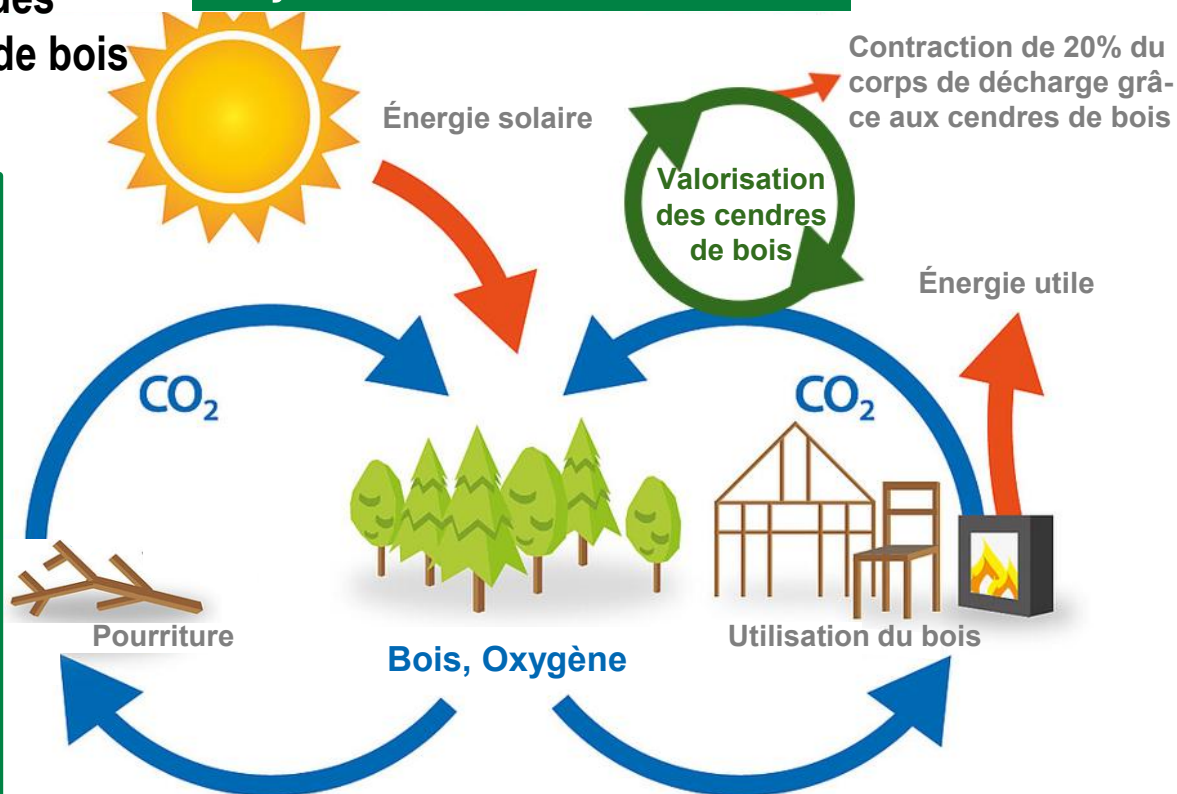 des
de bois
Énergie solaire
Contraction de 20% du
corps de décharge grâ-
ce aux cendres de bois
Valorisation
des cendres
de bois
Énergie utile
CO₂
CO₂
Pourriture
Bois, Oxygène
Utilisation du bois